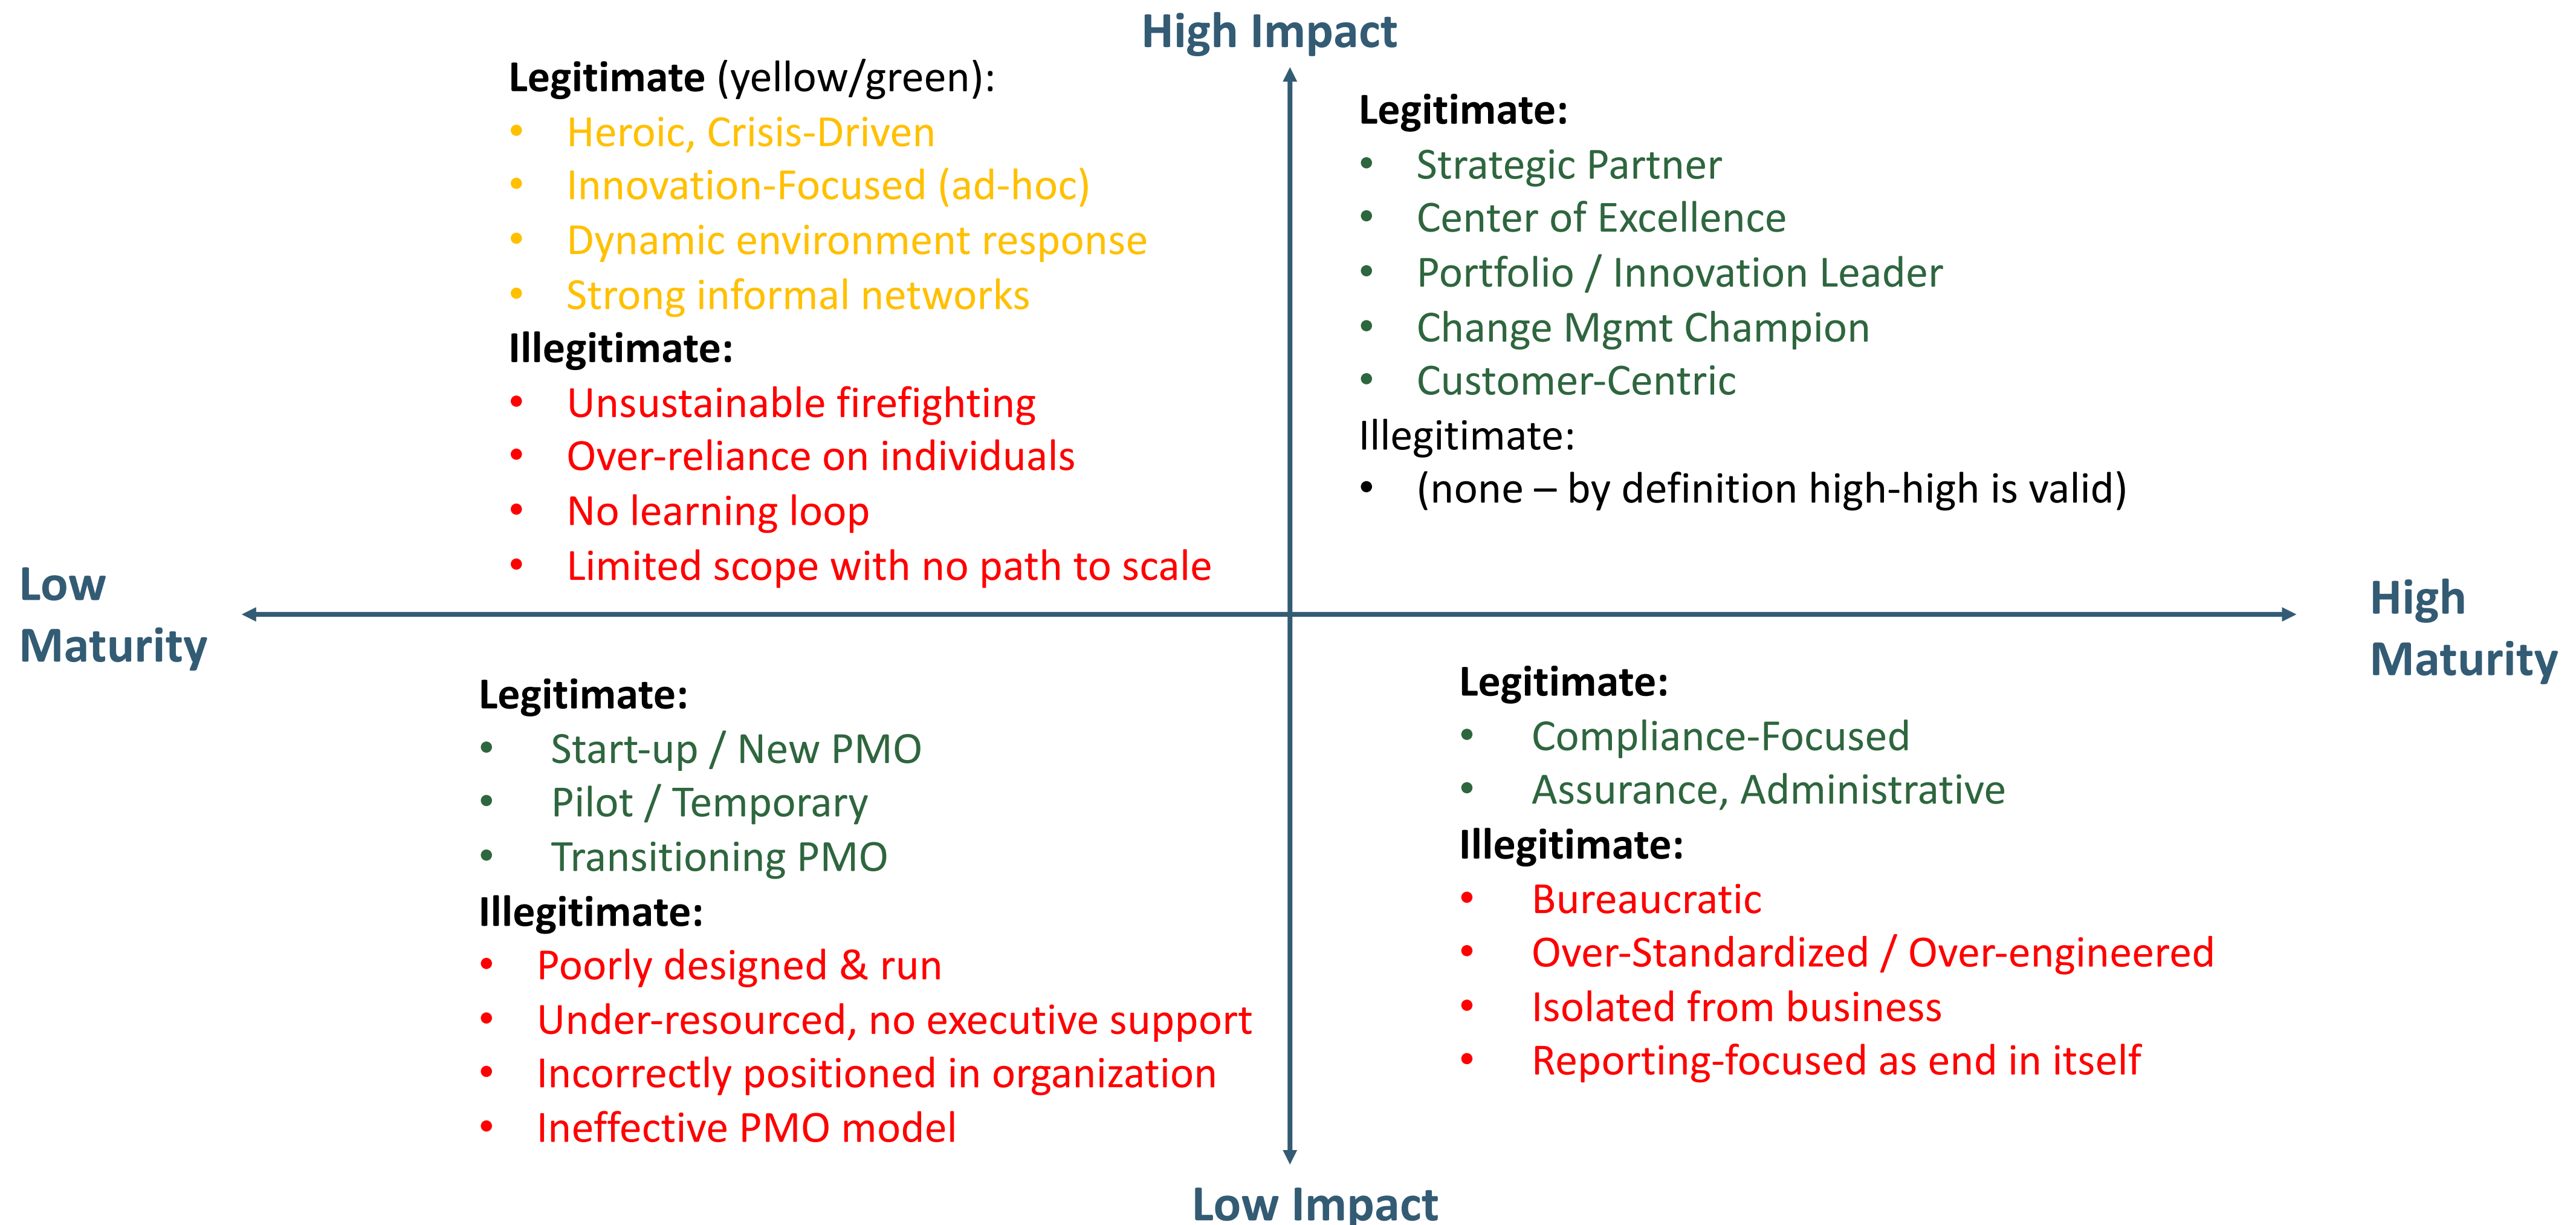 High Impact
Legitimate (yellow/green):
• Heroic, Crisis-Driven
• Innovation-Focused (ad-hoc)
• Dynamic environment response
• Strong informal networks
Illegitimate:
• Unsustainable firefighting
• Over-reliance on individuals
• No learning loop
• Limited scope with no path to scale
Legitimate:
• Strategic Partner
• Center of Excellence
• Portfolio / Innovation Leader
• Change Mgmt Champion
• Customer-Centric
Illegitimate:
• (none – by definition high-high is valid)
Low
Maturity
High
Maturity
Legitimate:
• Start-up / New PMO
• Pilot / Temporary
• Transitioning PMO
Illegitimate:
• Poorly designed & run
• Under-resourced, no executive support
• Incorrectly positioned in organization
• Ineffective PMO model
Legitimate:
• Compliance-Focused
• Assurance, Administrative
Illegitimate:
• Bureaucratic
• Over-Standardized / Over-engineered
• Isolated from business
• Reporting-focused as end in itself
Low Impact